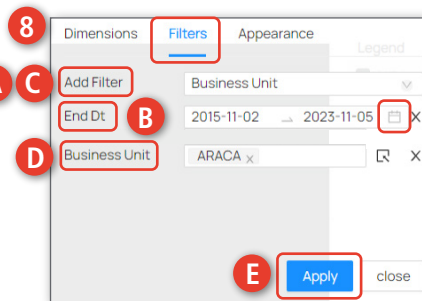 8
Dimensions Filters Appearance
Legend
A C Add Filter Business Unit
End Dt B 2015-11-02 → 2023-11-05 X
D Business Unit ARACA x X
E Apply close